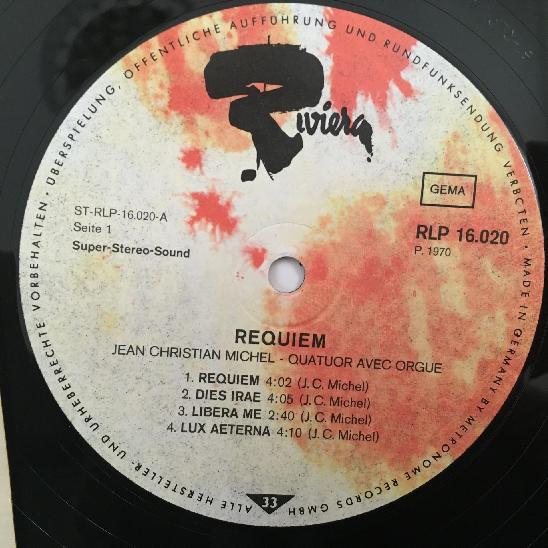 Riviera
GEMA
ST-RLP-16.020-A
Seite 1
Super-Stereo-Sound
RLP 16.020
P. 1970
REQUIEM
JEAN CHRISTIAN MICHEL - QUATUOR AVEC ORGUE
1. REQUIEM 4:02 (J.C. Michel)
2. DIES IRAE 4:05 (J.C. Michel)
3. LIBERA ME 2:40 (J.C. Michel)
4. LUX AETERNA 4:10 (J.C. Michel)
33
ALLE HERSTELLER- UND URHEBERRECHTE VORBEHALTEN · ÜBERSPIELUNG, ÖFFENTLICHE AUFFÜHRUNG UND RUNDFUNKSENDUNG VERBOTEN · MADE IN GERMANY BY METRONOME RECORDS GMBH